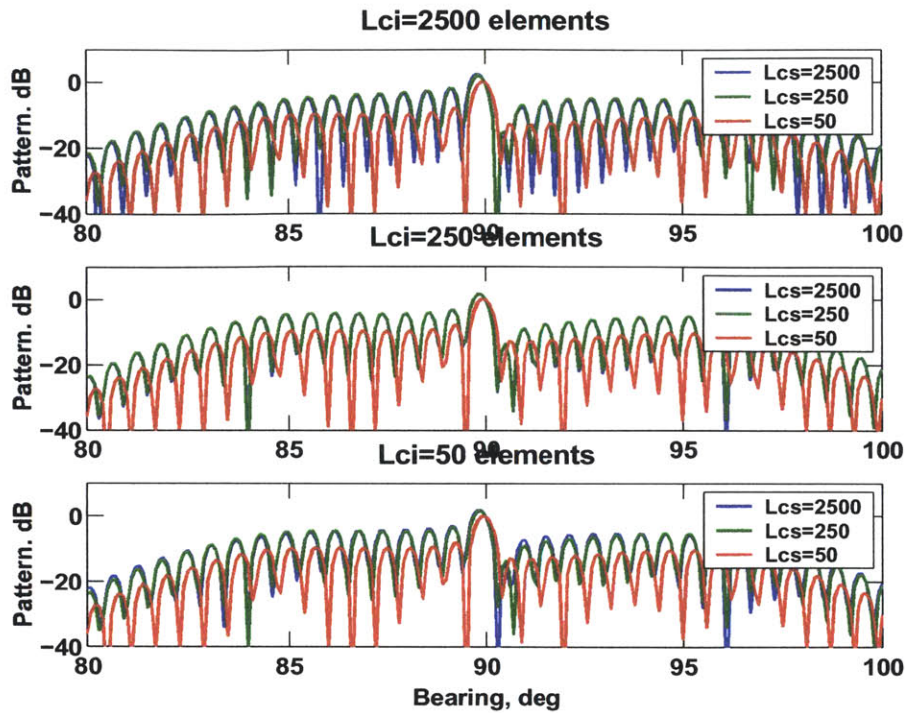 Lci=2500 elements
Pattern. dB
0
−20
−40
Lcs=2500
Lcs=250
Lcs=50
80
85
90
95
100
Lci=250 elements
Pattern. dB
0
−20
−40
Lcs=2500
Lcs=250
Lcs=50
80
85
90
95
100
Lci=50 elements
Pattern. dB
0
−20
−40
Lcs=2500
Lcs=250
Lcs=50
80
85
90
95
100
Bearing, deg